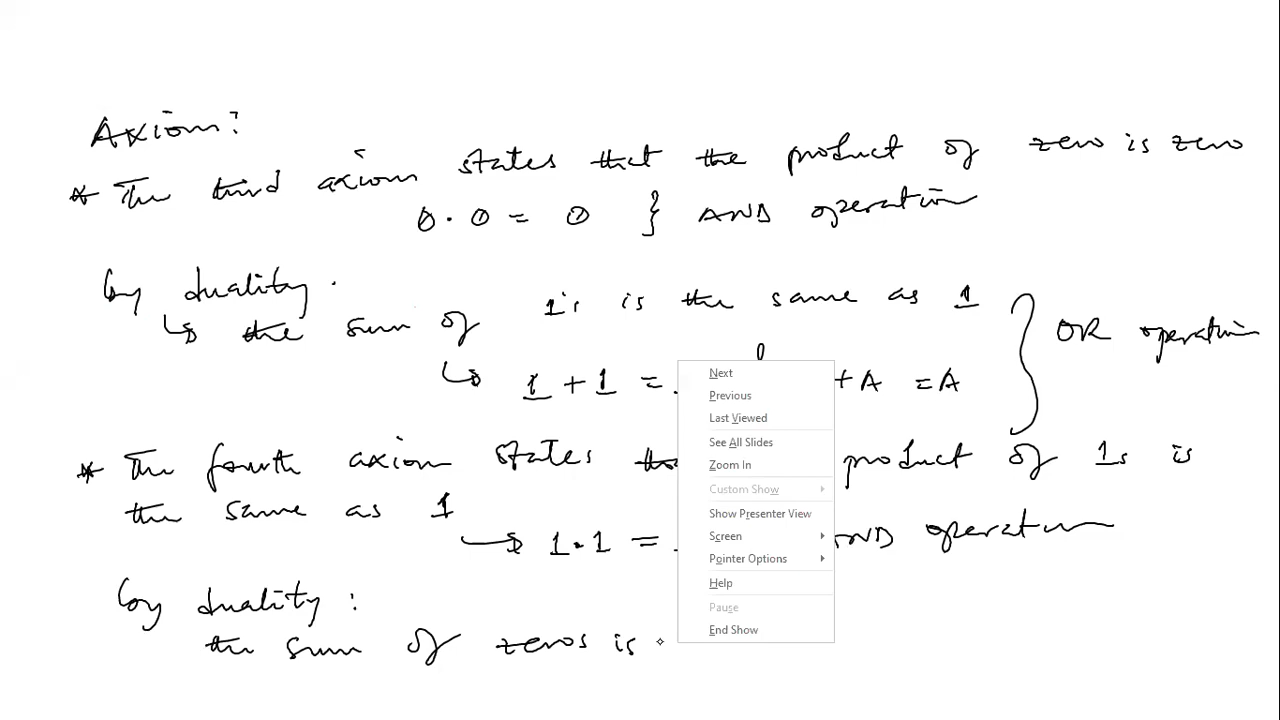 Axiom:
* The third axiom states that the product of zero is zero
0 . 0 = 0 } AND operation
by duality.
↳ the sum of 1s is the same as 1
↳ 1 + 1 = + A = A } OR operation
* The fourth axiom states product of 1s is
the same as 1
↳ 1.1 = AND operation
by duality:
the sum of zeros is
Next
Previous
Last Viewed
See All Slides
Zoom In
Custom Show
Show Presenter View
Screen
Pointer Options
Help
Pause
End Show